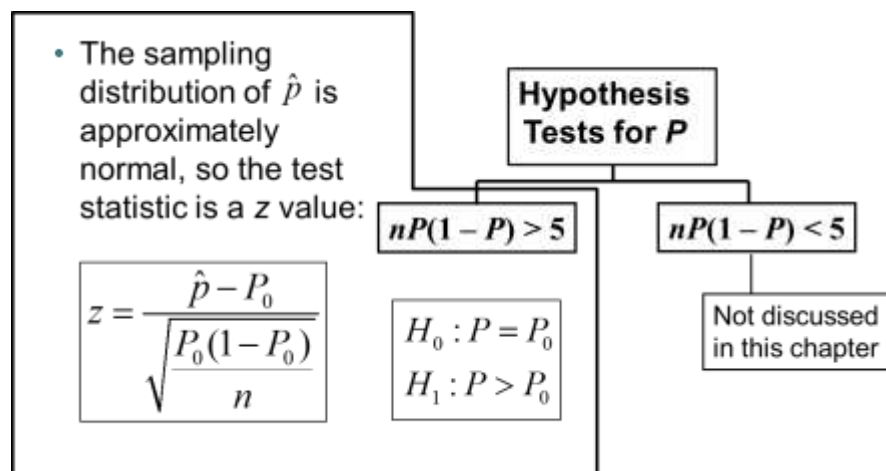 • The sampling
distribution of p̂ is
approximately
normal, so the test
statistic is a z value:
z = (p̂ − P₀) / √(P₀(1 − P₀) / n)
Hypothesis
Tests for P
nP(1 – P) > 5
H₀ : P = P₀
H₁ : P > P₀
nP(1 – P) < 5
Not discussed
in this chapter